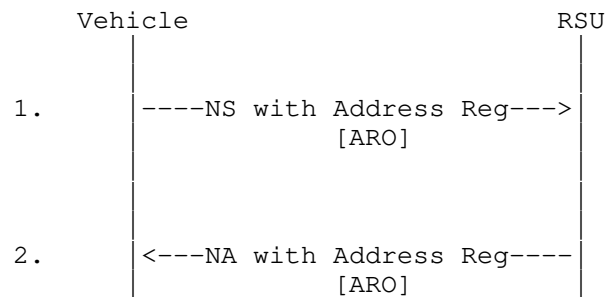 Vehicle RSU
1. ----NS with Address Reg--->
[ARO]
2. <---NA with Address Reg----
[ARO]